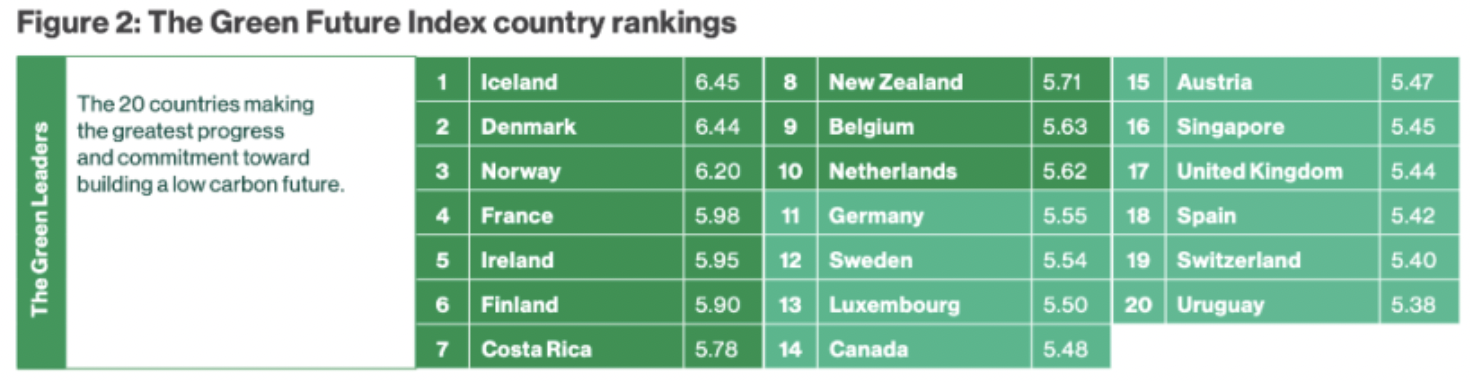 Figure 2: The Green Future Index country rankings
The Green Leaders
The 20 countries making
the greatest progress
and commitment toward
building a low carbon future.
1 Iceland 6.45
2 Denmark 6.44
3 Norway 6.20
4 France 5.98
5 Ireland 5.95
6 Finland 5.90
7 Costa Rica 5.78
8 New Zealand 5.71
9 Belgium 5.63
10 Netherlands 5.62
11 Germany 5.55
12 Sweden 5.54
13 Luxembourg 5.50
14 Canada 5.48
15 Austria 5.47
16 Singapore 5.45
17 United Kingdom 5.44
18 Spain 5.42
19 Switzerland 5.40
20 Uruguay 5.38